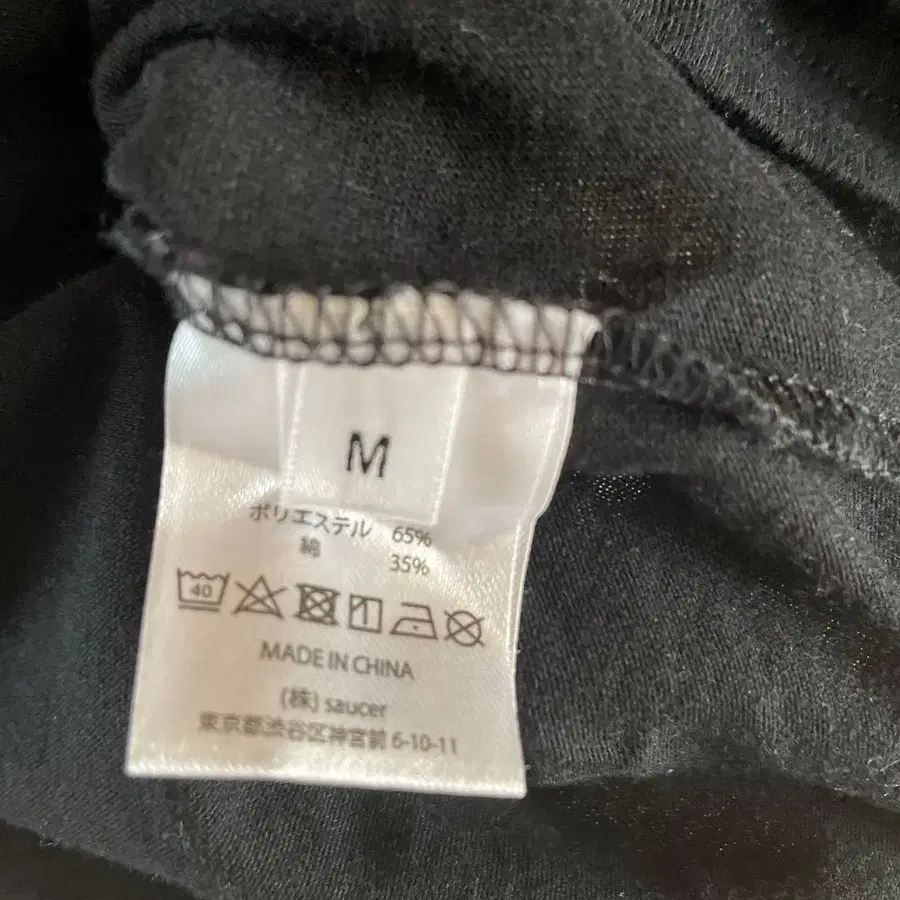 M
ポリエステル 65%
綿 35%
40
MADE IN CHINA
(株) saucer
東京都渋谷区神宮前 6-10-11